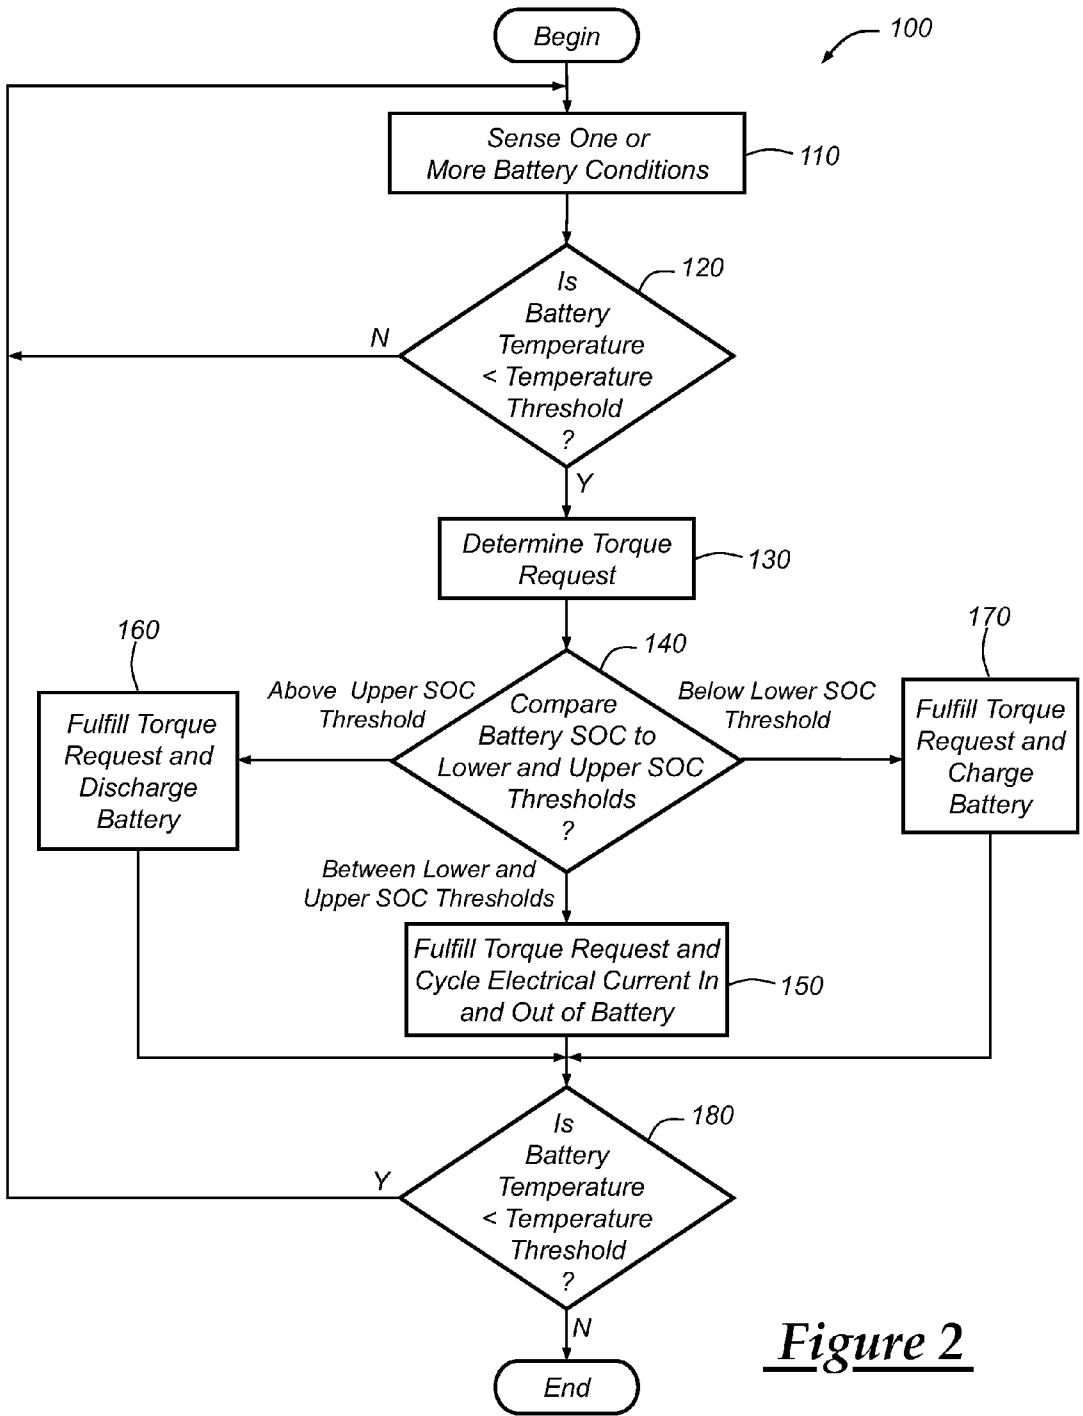 Begin
100
Sense One or
More Battery Conditions
110
120
Is
Battery
Temperature
< Temperature
Threshold
?
N
Y
Determine Torque
Request
130
140
160
170
Above Upper SOC
Threshold
Compare
Battery SOC to
Lower and Upper SOC
Thresholds
?
Below Lower SOC
Threshold
Fulfill Torque
Request and
Discharge
Battery
Fulfill Torque
Request and
Charge
Battery
Between Lower and
Upper SOC Thresholds
Fulfill Torque Request and
Cycle Electrical Current In
and Out of Battery
150
180
Is
Battery
Temperature
< Temperature
Threshold
?
Y
N
End
Figure 2